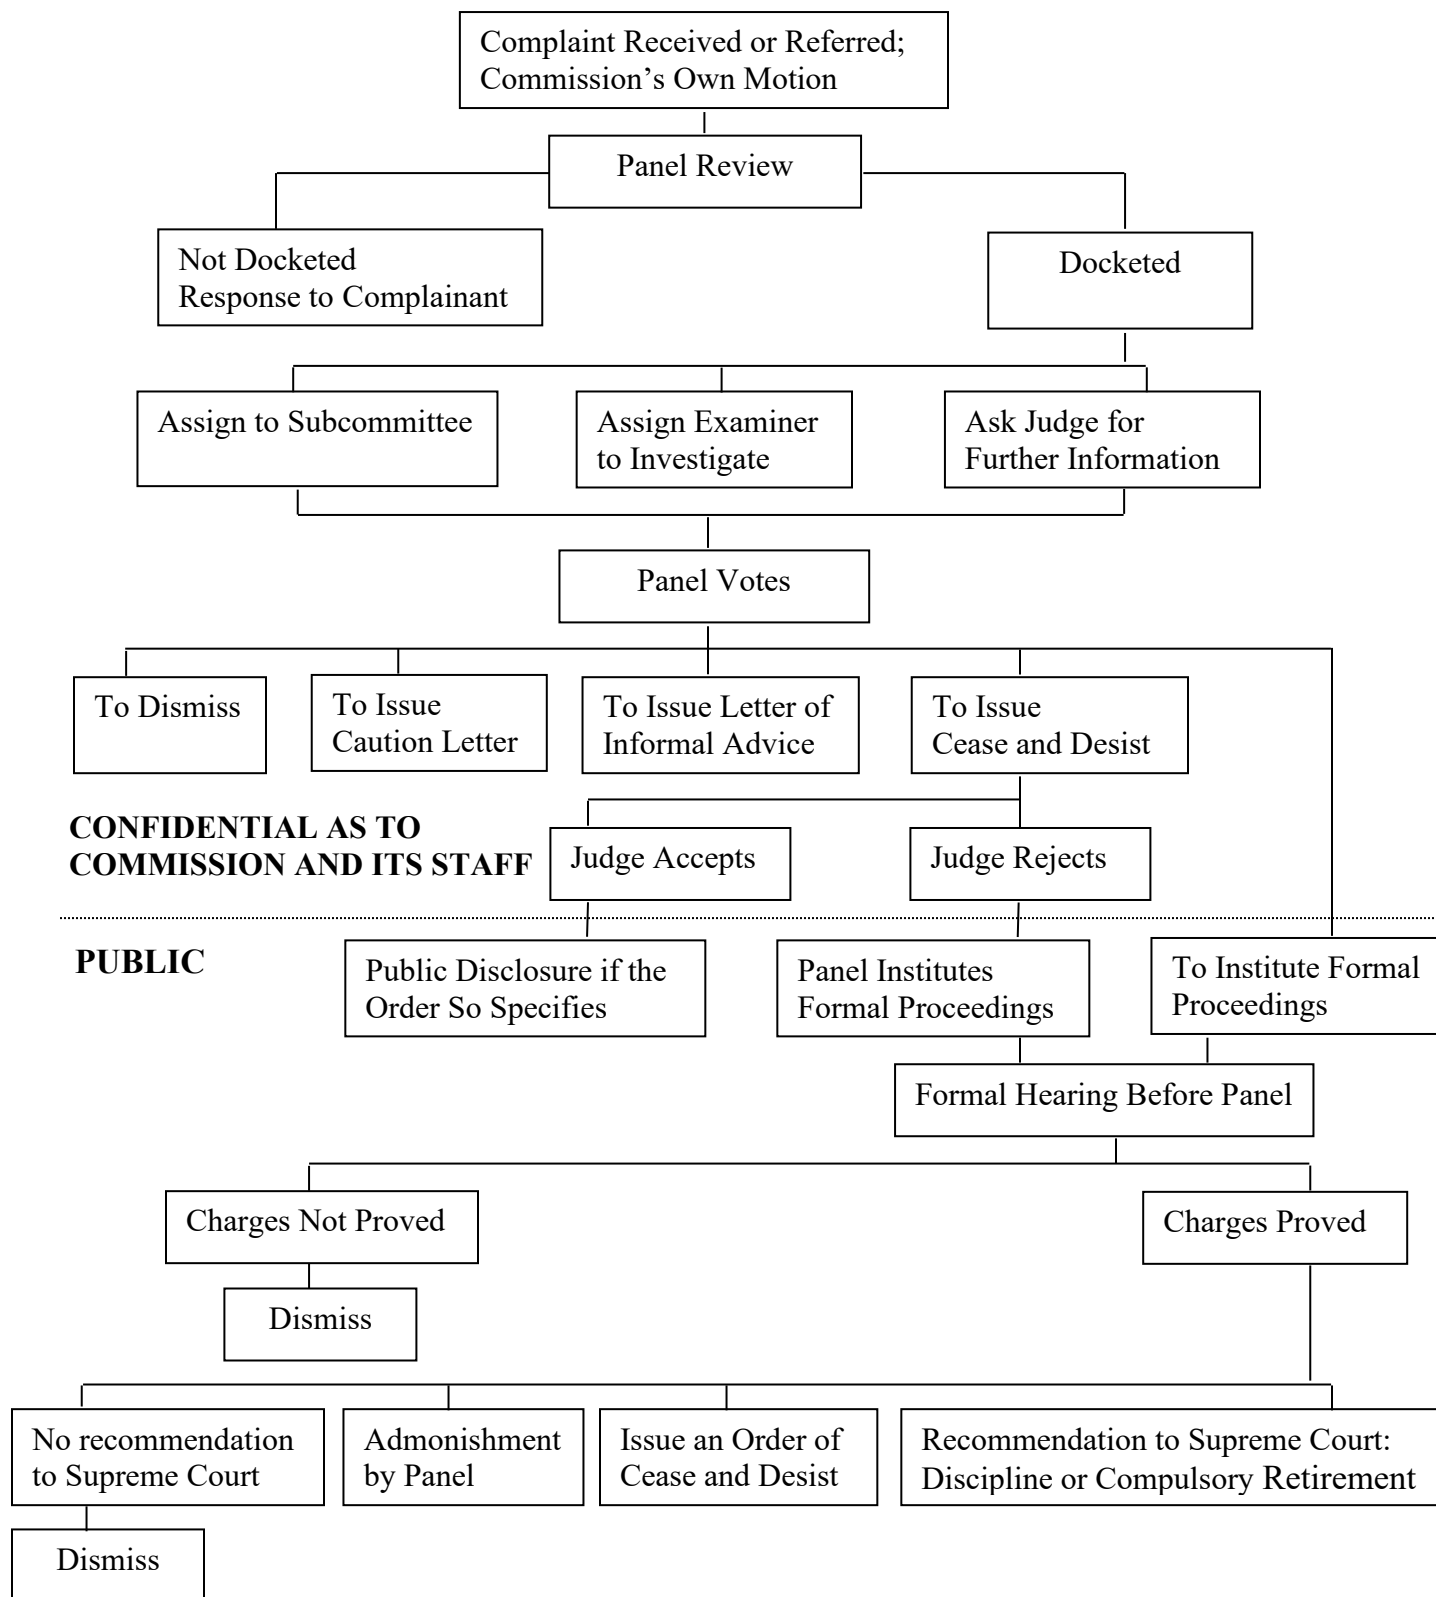 Complaint Received or Referred;
Commission’s Own Motion
Panel Review
Not Docketed
Response to Complainant
Docketed
Assign to Subcommittee
Assign Examiner
to Investigate
Ask Judge for
Further Information
Panel Votes
To Dismiss
To Issue
Caution Letter
To Issue Letter of
Informal Advice
To Issue
Cease and Desist
CONFIDENTIAL AS TO
COMMISSION AND ITS STAFF
Judge Accepts
Judge Rejects
PUBLIC
Public Disclosure if the
Order So Specifies
Panel Institutes
Formal Proceedings
To Institute Formal
Proceedings
Formal Hearing Before Panel
Charges Not Proved
Charges Proved
Dismiss
No recommendation
to Supreme Court
Admonishment
by Panel
Issue an Order of
Cease and Desist
Recommendation to Supreme Court:
Discipline or Compulsory Retirement
Dismiss